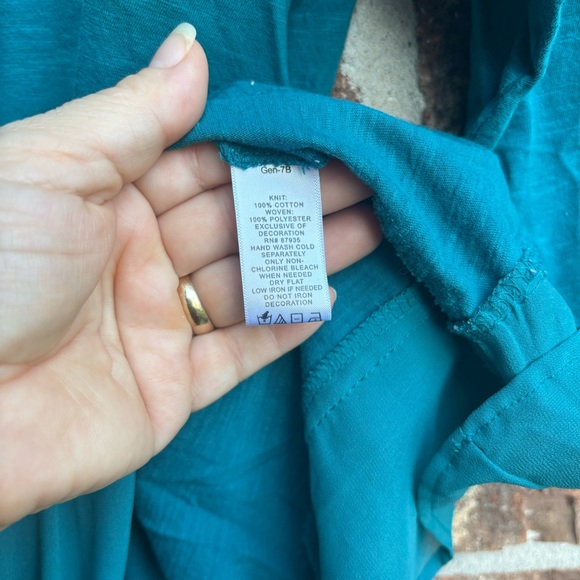 Gen-7B
KNIT:
100% COTTON
WOVEN:
100% POLYESTER
EXCLUSIVE OF
DECORATION
RN# 87935
HAND WASH COLD
SEPARATELY
ONLY NON-
CHLORINE BLEACH
WHEN NEEDED
DRY FLAT
LOW IRON IF NEEDED
DO NOT IRON
DECORATION